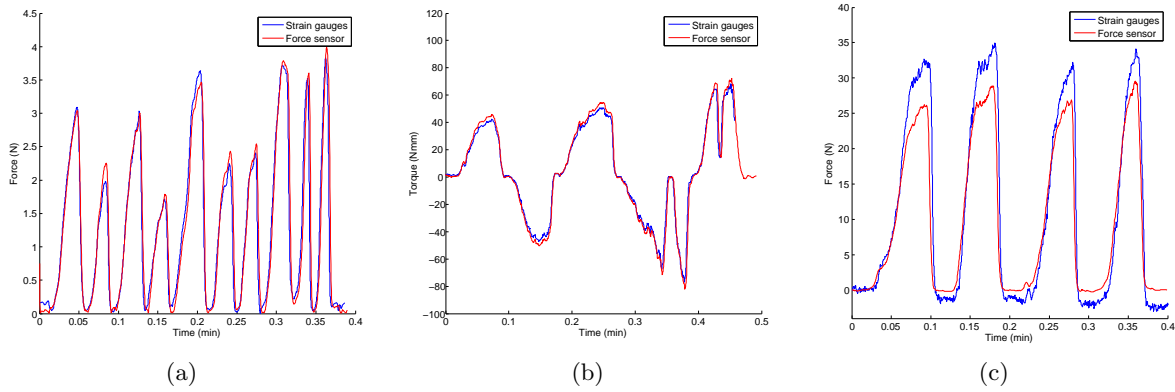 Strain gauges
Force sensor
Force (N)
4.5
4
3.5
3
2.5
2
1.5
1
0.5
0
0 0.05 0.1 0.15 0.2 0.25 0.3 0.35 0.4
Time (min)
(a)
Strain gauges
Force sensor
Torque (Nmm)
120
100
80
60
40
20
0
−20
−40
−60
−80
−100
0 0.1 0.2 0.3 0.4 0.5
Time (min)
(b)
Strain gauges
Force sensor
Force (N)
40
35
30
25
20
15
10
5
0
−5
0 0.05 0.1 0.15 0.2 0.25 0.3 0.35 0.4
Time (min)
(c)